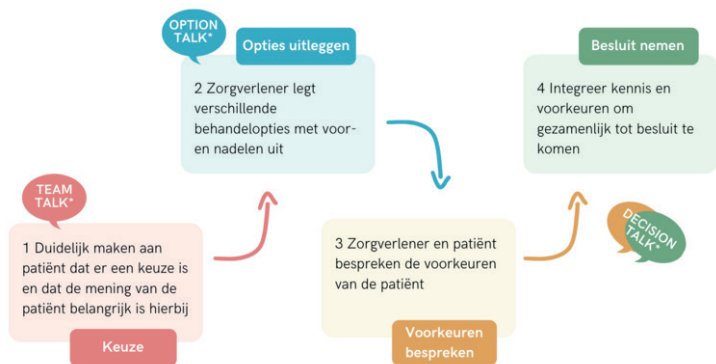 TEAM
TALK*
1 Duidelijk maken aan
patiënt dat er een keuze is
en dat de mening van de
patiënt belangrijk is hierbij
Keuze
OPTION
TALK*
Opties uitleggen
2 Zorgverlener legt
verschillende
behandelopties met voor-
en nadelen uit
3 Zorgverlener en patiënt
bespreken de voorkeuren
van de patiënt
Voorkeuren
bespreken
DECISION
TALK*
Besluit nemen
4 Integreer kennis en
voorkeuren om
gezamenlijk tot besluit te
komen